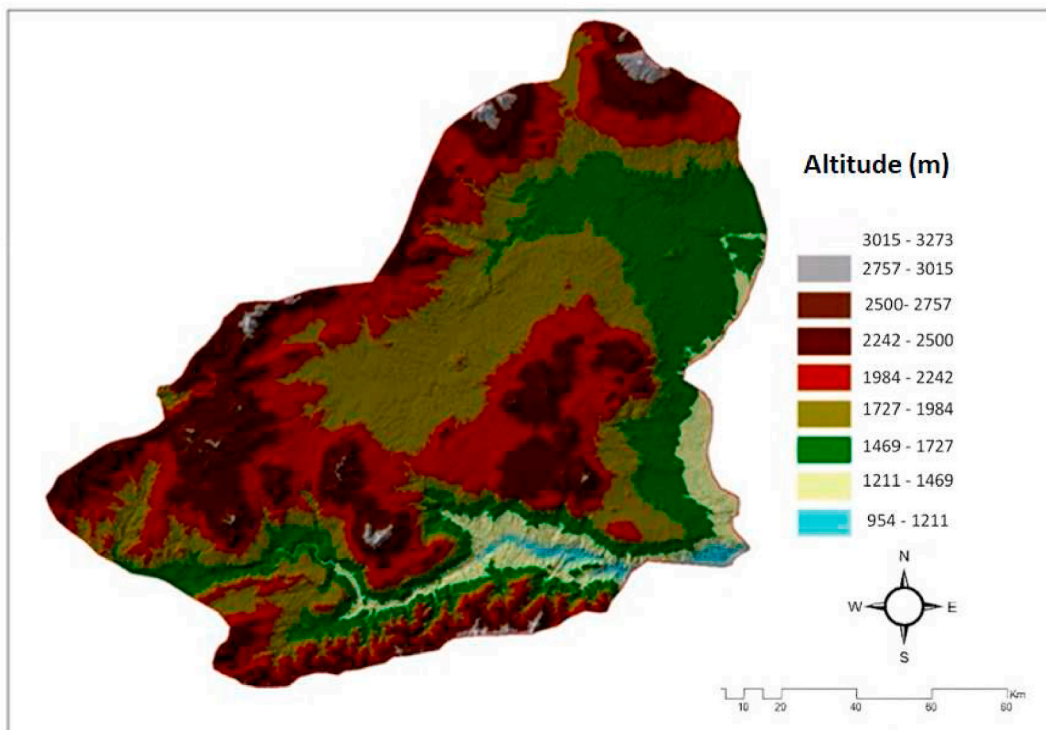 Altitude (m)
3015 - 3273
2757 - 3015
2500- 2757
2242 - 2500
1984 - 2242
1727 - 1984
1469 - 1727
1211 - 1469
954 - 1211
N
W E
S
Km
10 20 40 60 80